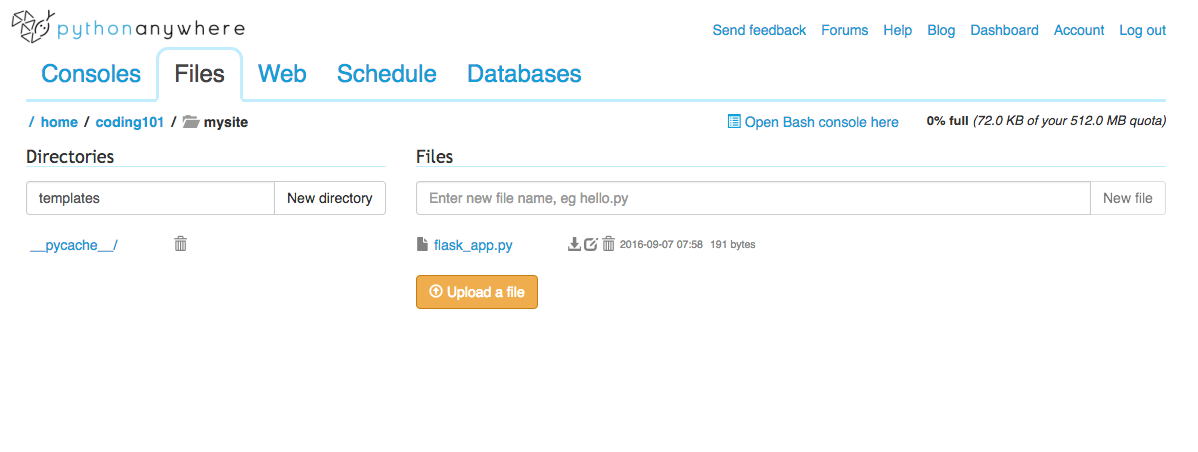 pythonanywhere
Send feedback Forums Help Blog Dashboard Account Log out
Consoles Files Web Schedule Databases
/ home / coding101 / mysite
Open Bash console here 0% full (72.0 KB of your 512.0 MB quota)
Directories
templates New directory
__pycache__/
Files
Enter new file name, eg hello.py New file
flask_app.py 2016-09-07 07:58 191 bytes
Upload a file